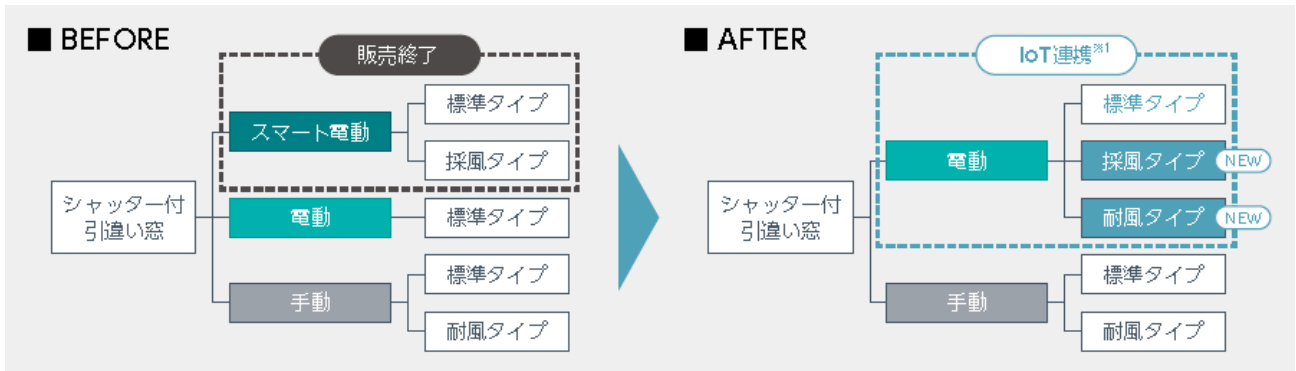 ■ BEFORE
販売終了
スマート電動
標準タイプ
採風タイプ
シャッター付
引違い窓
電動
標準タイプ
手動
標準タイプ
耐風タイプ
■ AFTER
IoT連携※1
電動
標準タイプ
採風タイプ NEW
耐風タイプ NEW
シャッター付
引違い窓
手動
標準タイプ
耐風タイプ